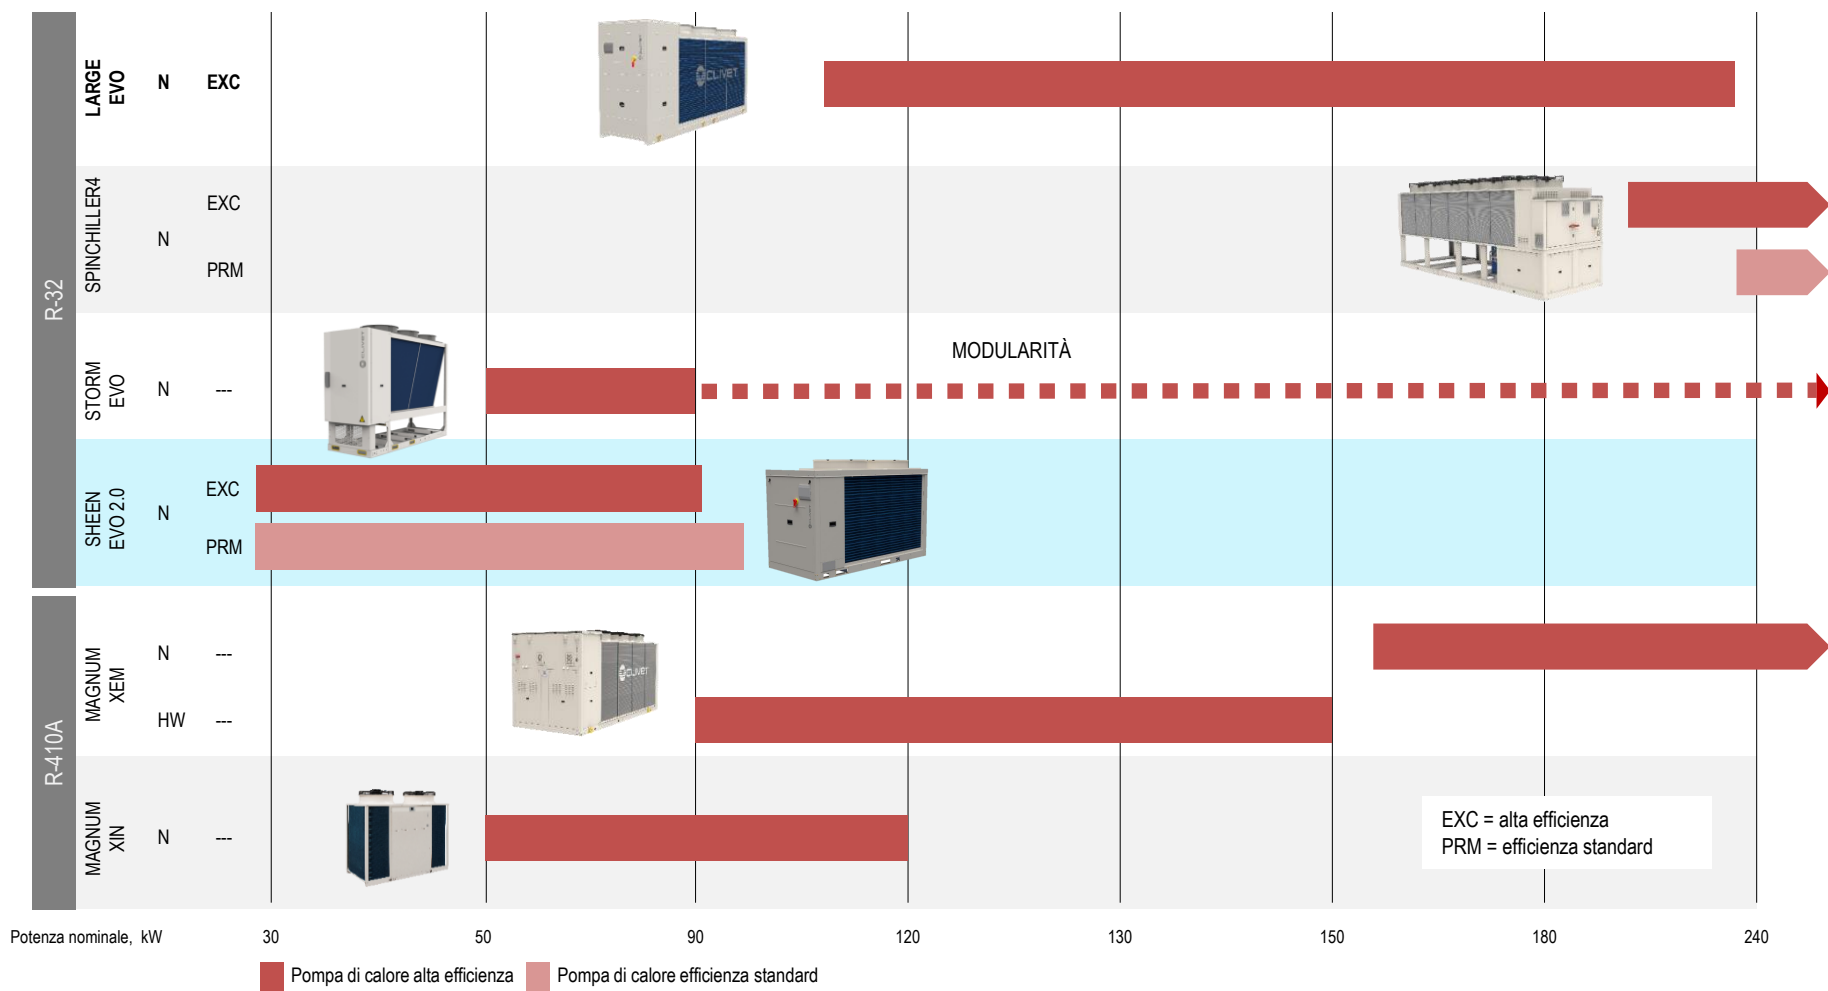 R-32
LARGE
EVO
N
EXC
CLIVET
SPINCHILLER4
N
EXC
PRM
STORM
EVO
N
---
MODULARITÀ
SHEEN
EVO 2.0
N
EXC
PRM
R-410A
MAGNUM
XEM
N
---
HW
---
CLIVET
MAGNUM
XIN
N
---
EXC = alta efficienza
PRM = efficienza standard
Potenza nominale, kW
30
50
90
120
130
150
180
240
Pompa di calore alta efficienza
Pompa di calore efficienza standard